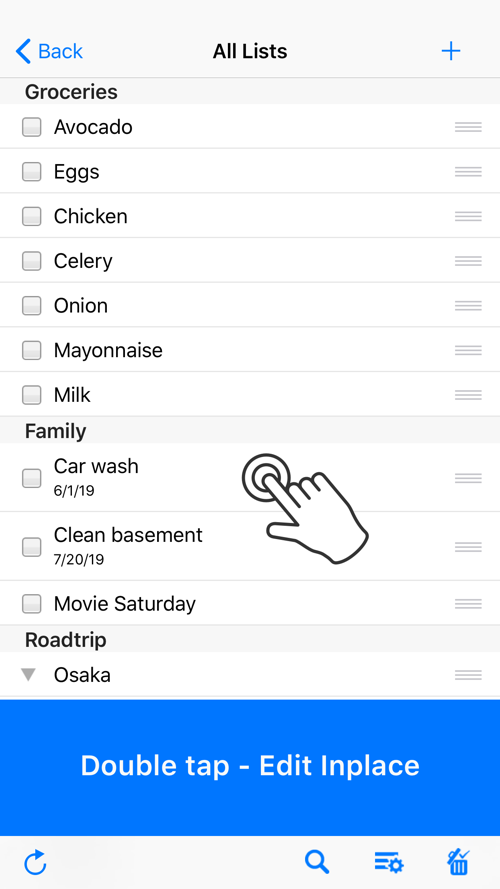 Back
All Lists
Groceries
Avocado
Eggs
Chicken
Celery
Onion
Mayonnaise
Milk
Family
Car wash
6/1/19
Clean basement
7/20/19
Movie Saturday
Roadtrip
Osaka
Double tap - Edit Inplace